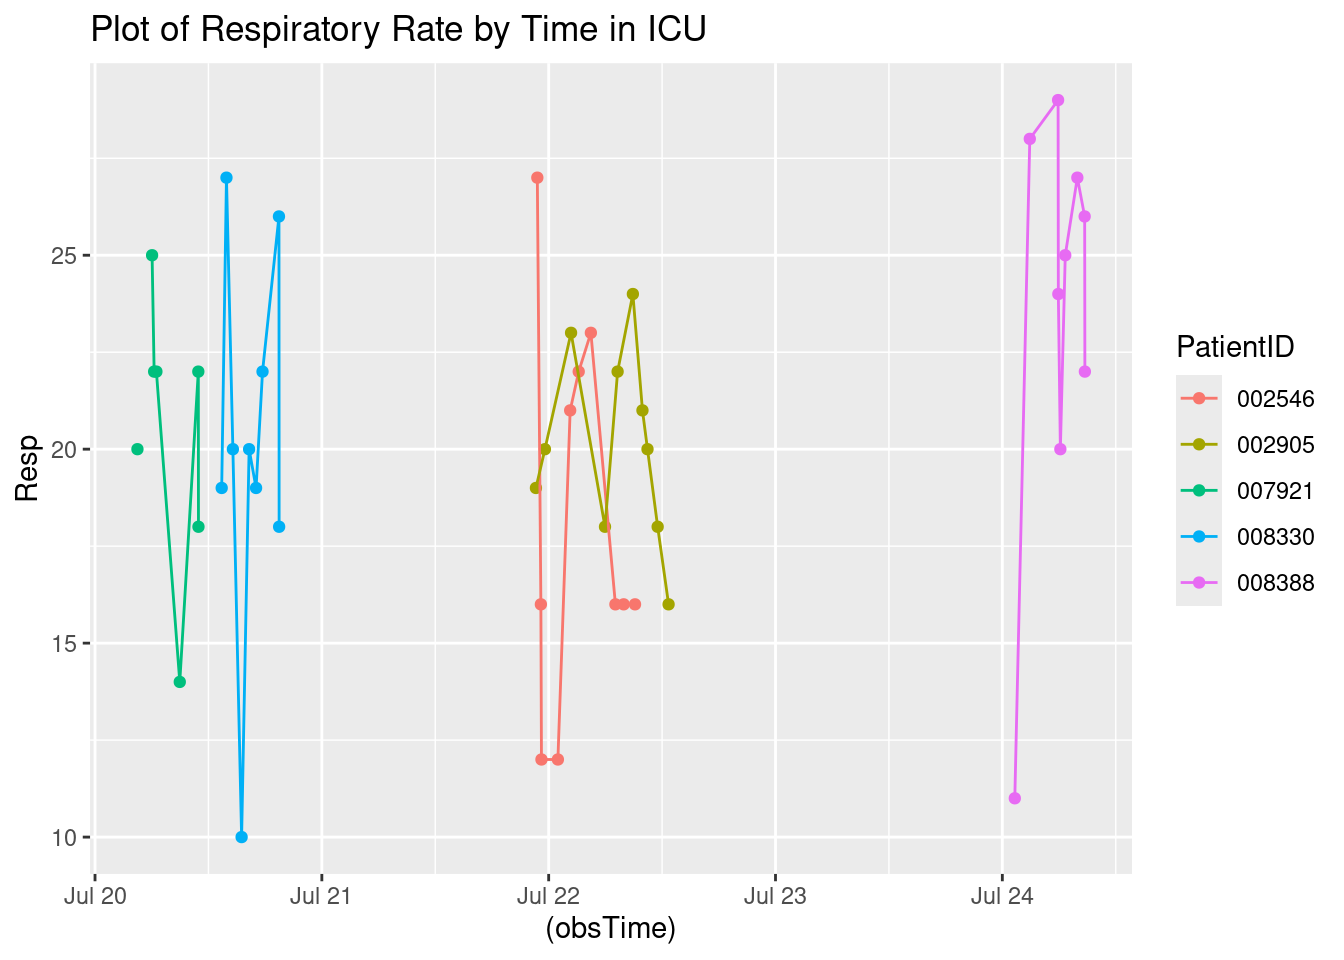 Plot of Respiratory Rate by Time in ICU
Resp
25
20
15
10
Jul 20 Jul 21 Jul 22 Jul 23 Jul 24
(obsTime)
PatientID
002546
002905
007921
008330
008388